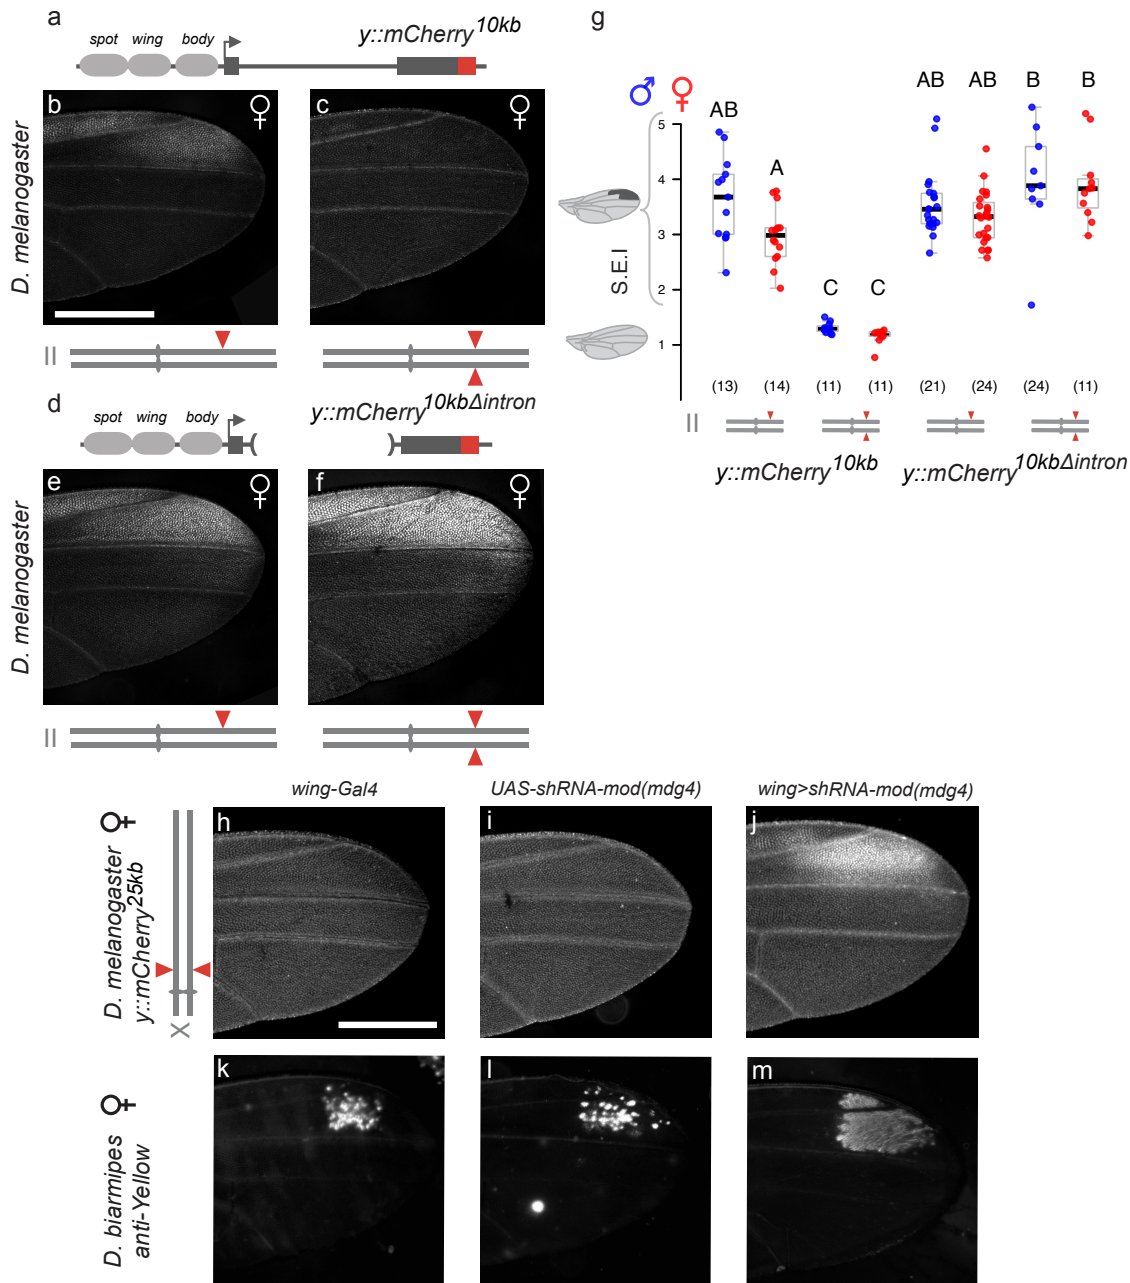 a
y::mCherry10kb
spot wing body
D. melanogaster
b ♀
c ♀
II
d
y::mCherry10kbΔintron
spot wing body
D. melanogaster
e ♀
f ♀
II
g
♂ ♀
AB A C C AB AB B B
S.E.I
5
4
3
2
1
(13) (14) (11) (11) (21) (24) (24) (11)
II
y::mCherry10kb y::mCherry10kbΔintron
wing-Gal4 UAS-shRNA-mod(mdg4) wing>shRNA-mod(mdg4)
♀
D. melanogaster
y::mCherry25kb
X
h i j
♀
D. biarmipes
anti-Yellow
k l m